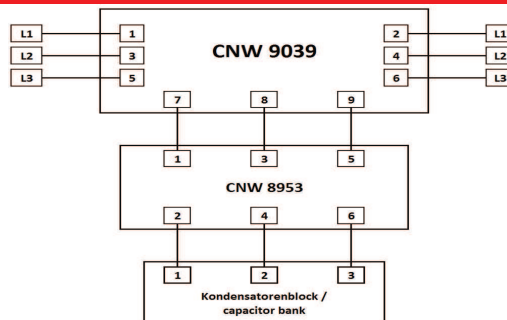 L1 1 CNW 9039 2 L1
L2 3 4 L2
L3 5 6 L3
7 8 9
1 3 5
CNW 8953
2 4 6
1 2 3
Kondensatorenblock /
capacitor bank